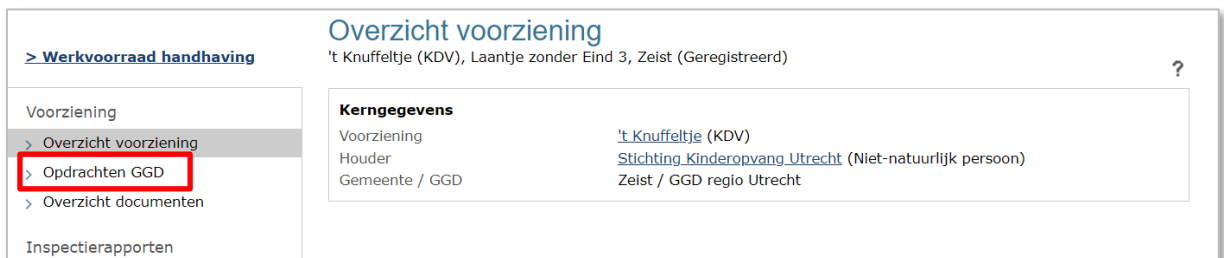 > Werkvoorraad handhaving
Voorziening
> Overzicht voorziening
> Opdrachten GGD
> Overzicht documenten
Inspectierapporten
Overzicht voorziening
't Knuffeltje (KDV), Laantje zonder Eind 3, Zeist (Geregistreerd)
?
Kerngegevens
Voorziening 't Knuffeltje (KDV)
Houder Stichting Kinderopvang Utrecht (Niet-natuurlijk persoon)
Gemeente / GGD Zeist / GGD regio Utrecht